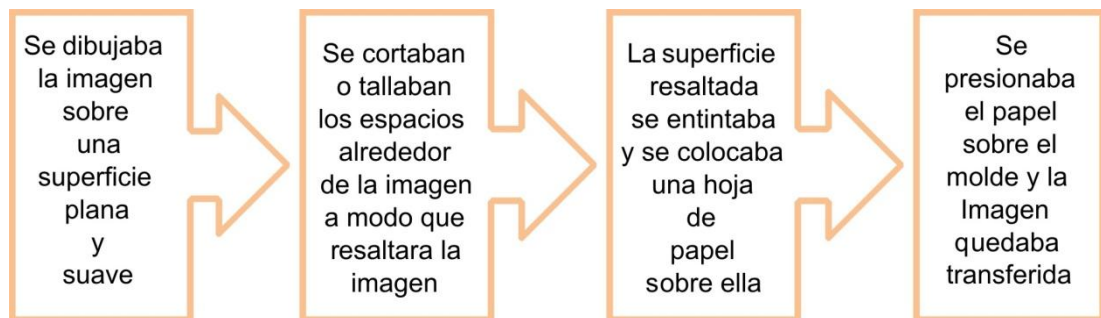 Se dibujaba
la imagen
sobre
una
superficie
plana
y
suave
Se cortaban
o tallaban
los espacios
alrededor
de la imagen
a modo que
resaltara la
imagen
La superficie
resaltada
se entintaba
y se colocaba
una hoja
de
papel
sobre ella
Se
presionaba
el papel
sobre el
molde y la
Imagen
quedaba
transferida